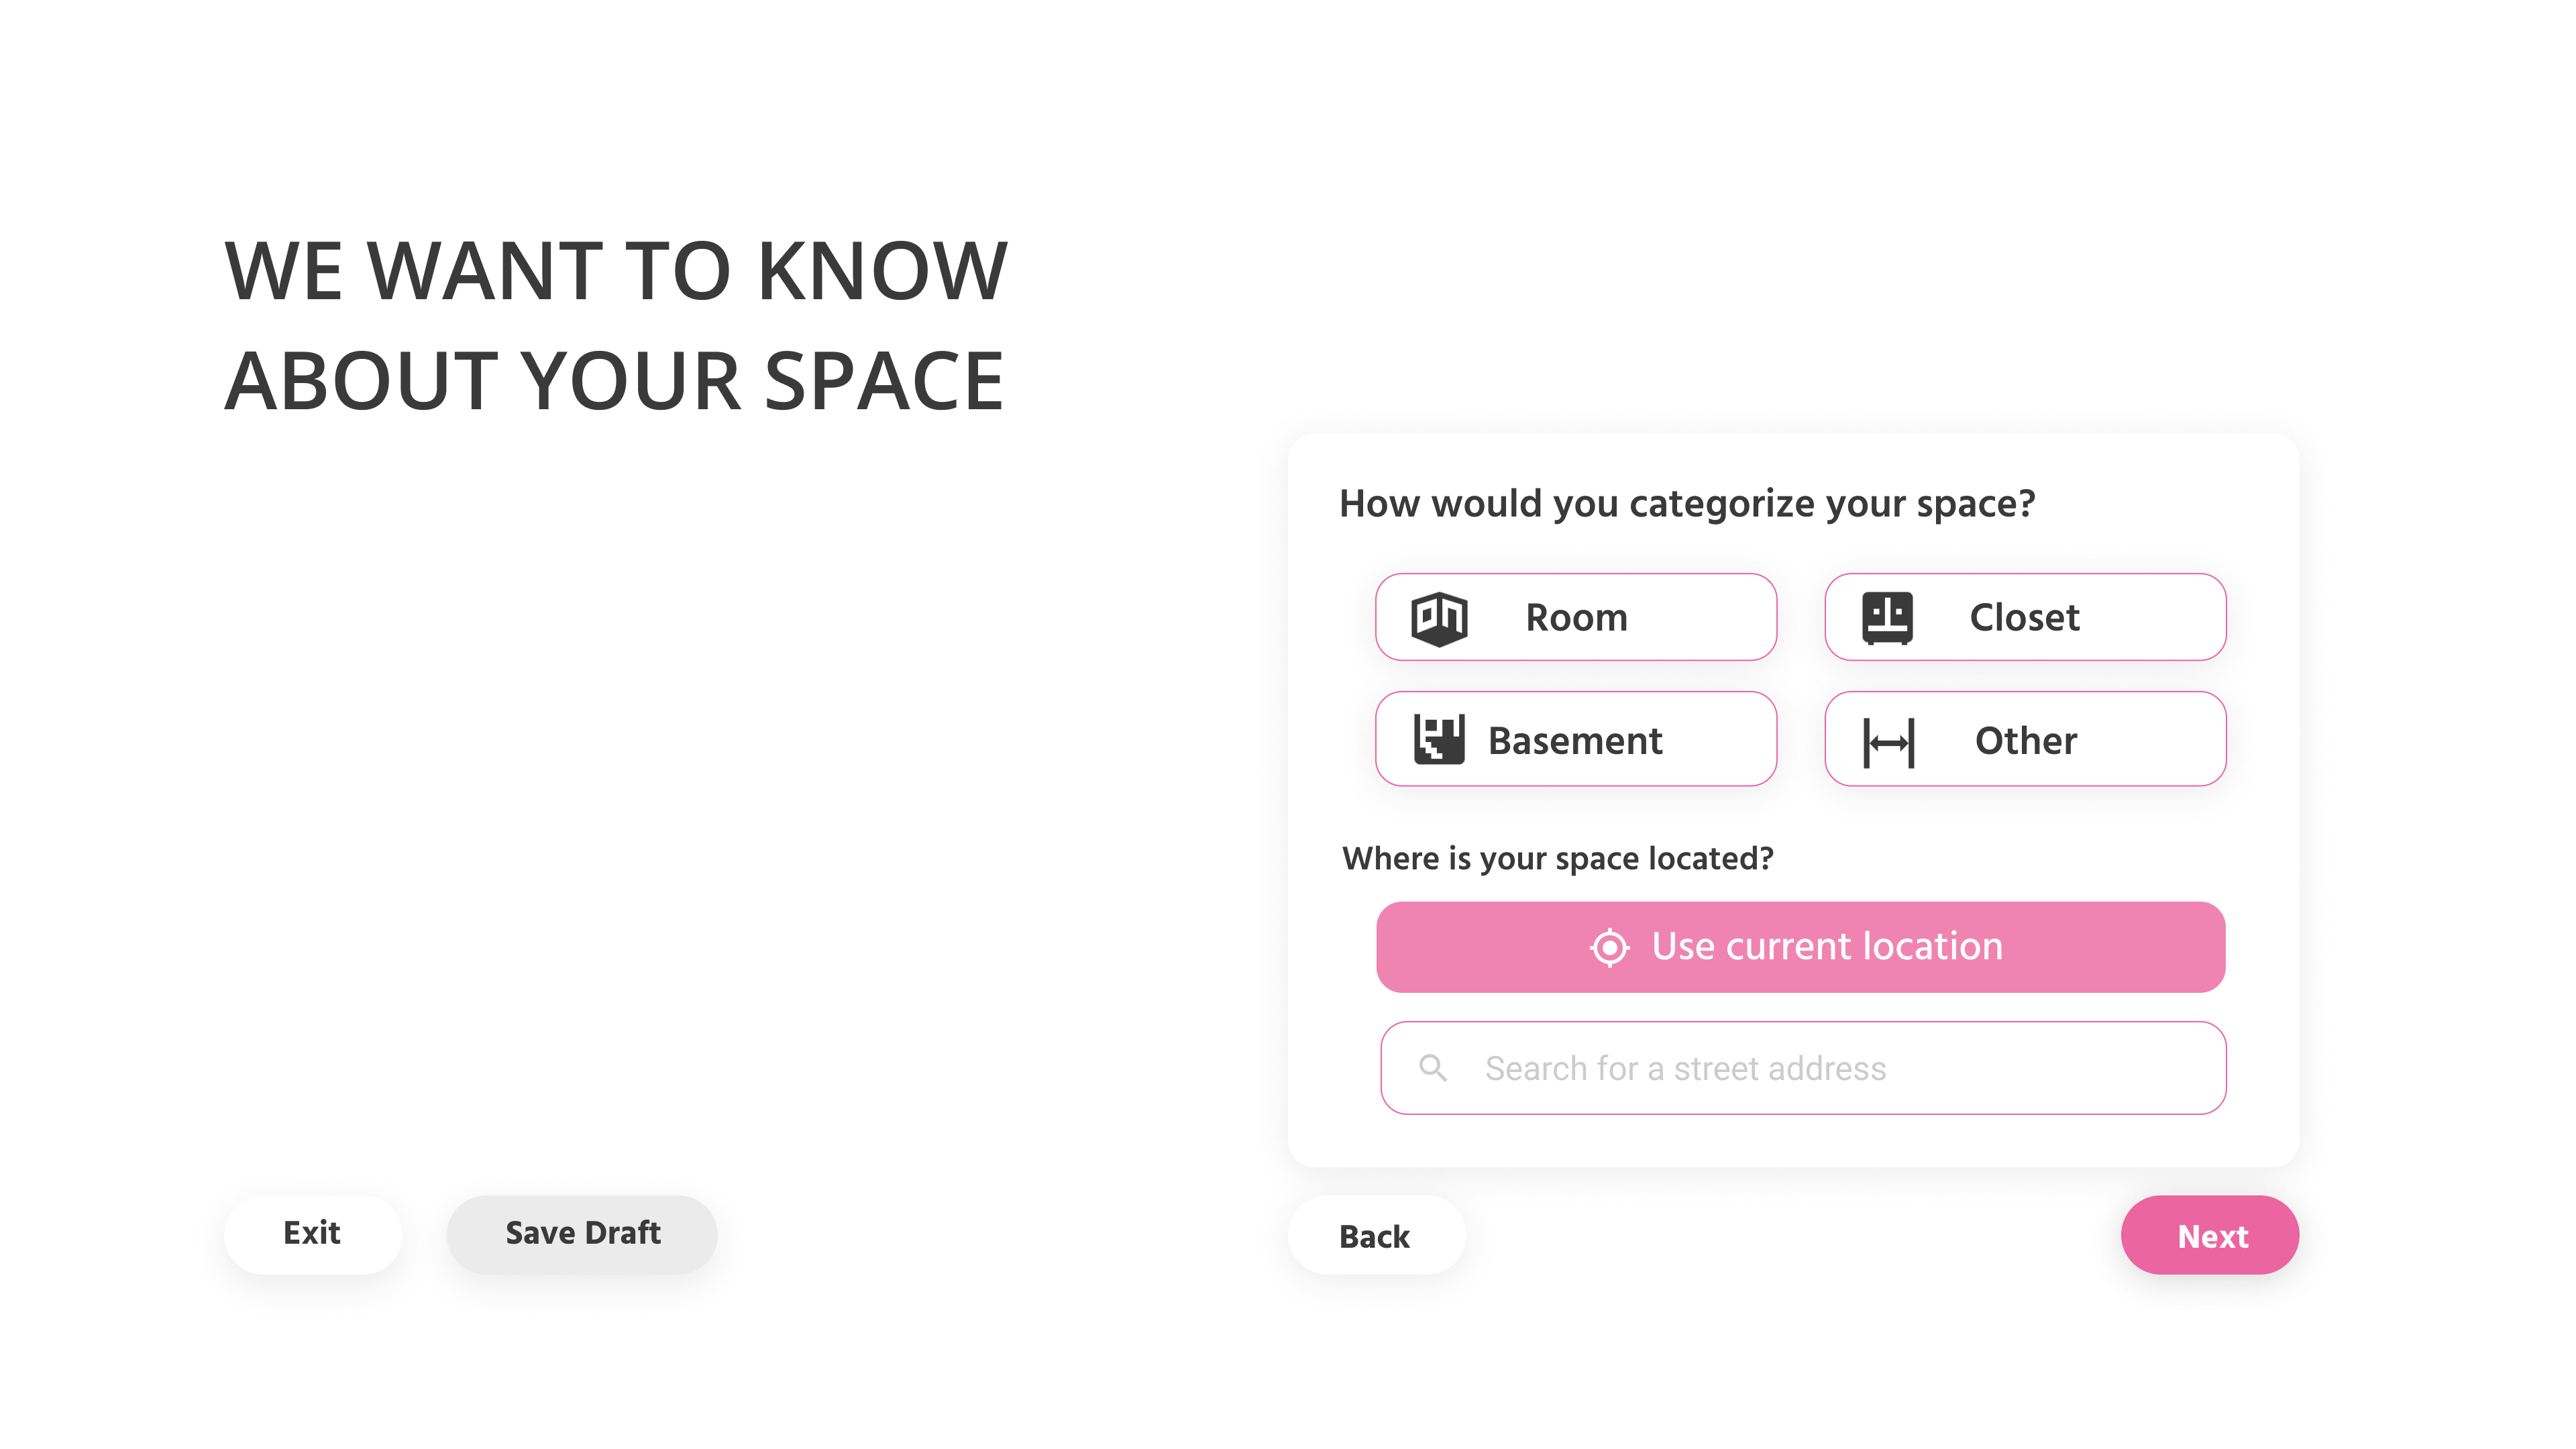 WE WANT TO KNOW
ABOUT YOUR SPACE
How would you categorize your space?
Room
Closet
Basement
Other
Where is your space located?
Use current location
Search for a street address
Exit
Save Draft
Back
Next